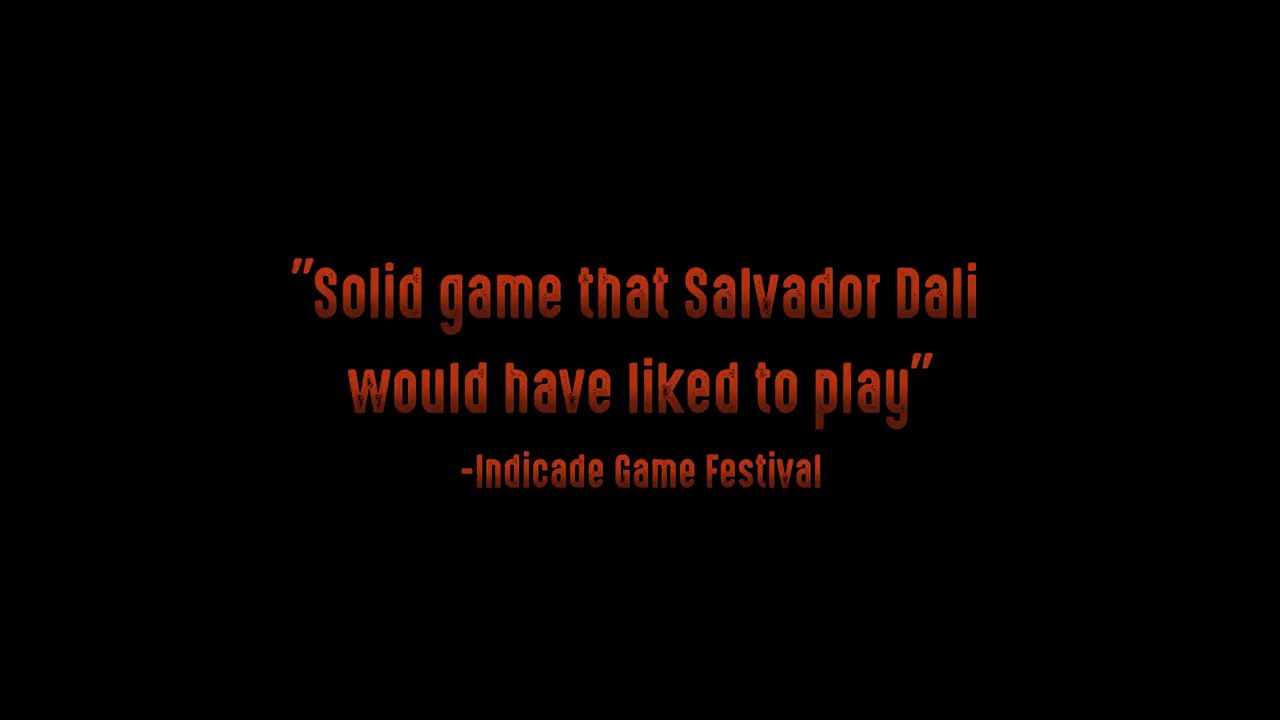 "Solid game that Salvador Dali
would have liked to play"
-Indicade Game Festival